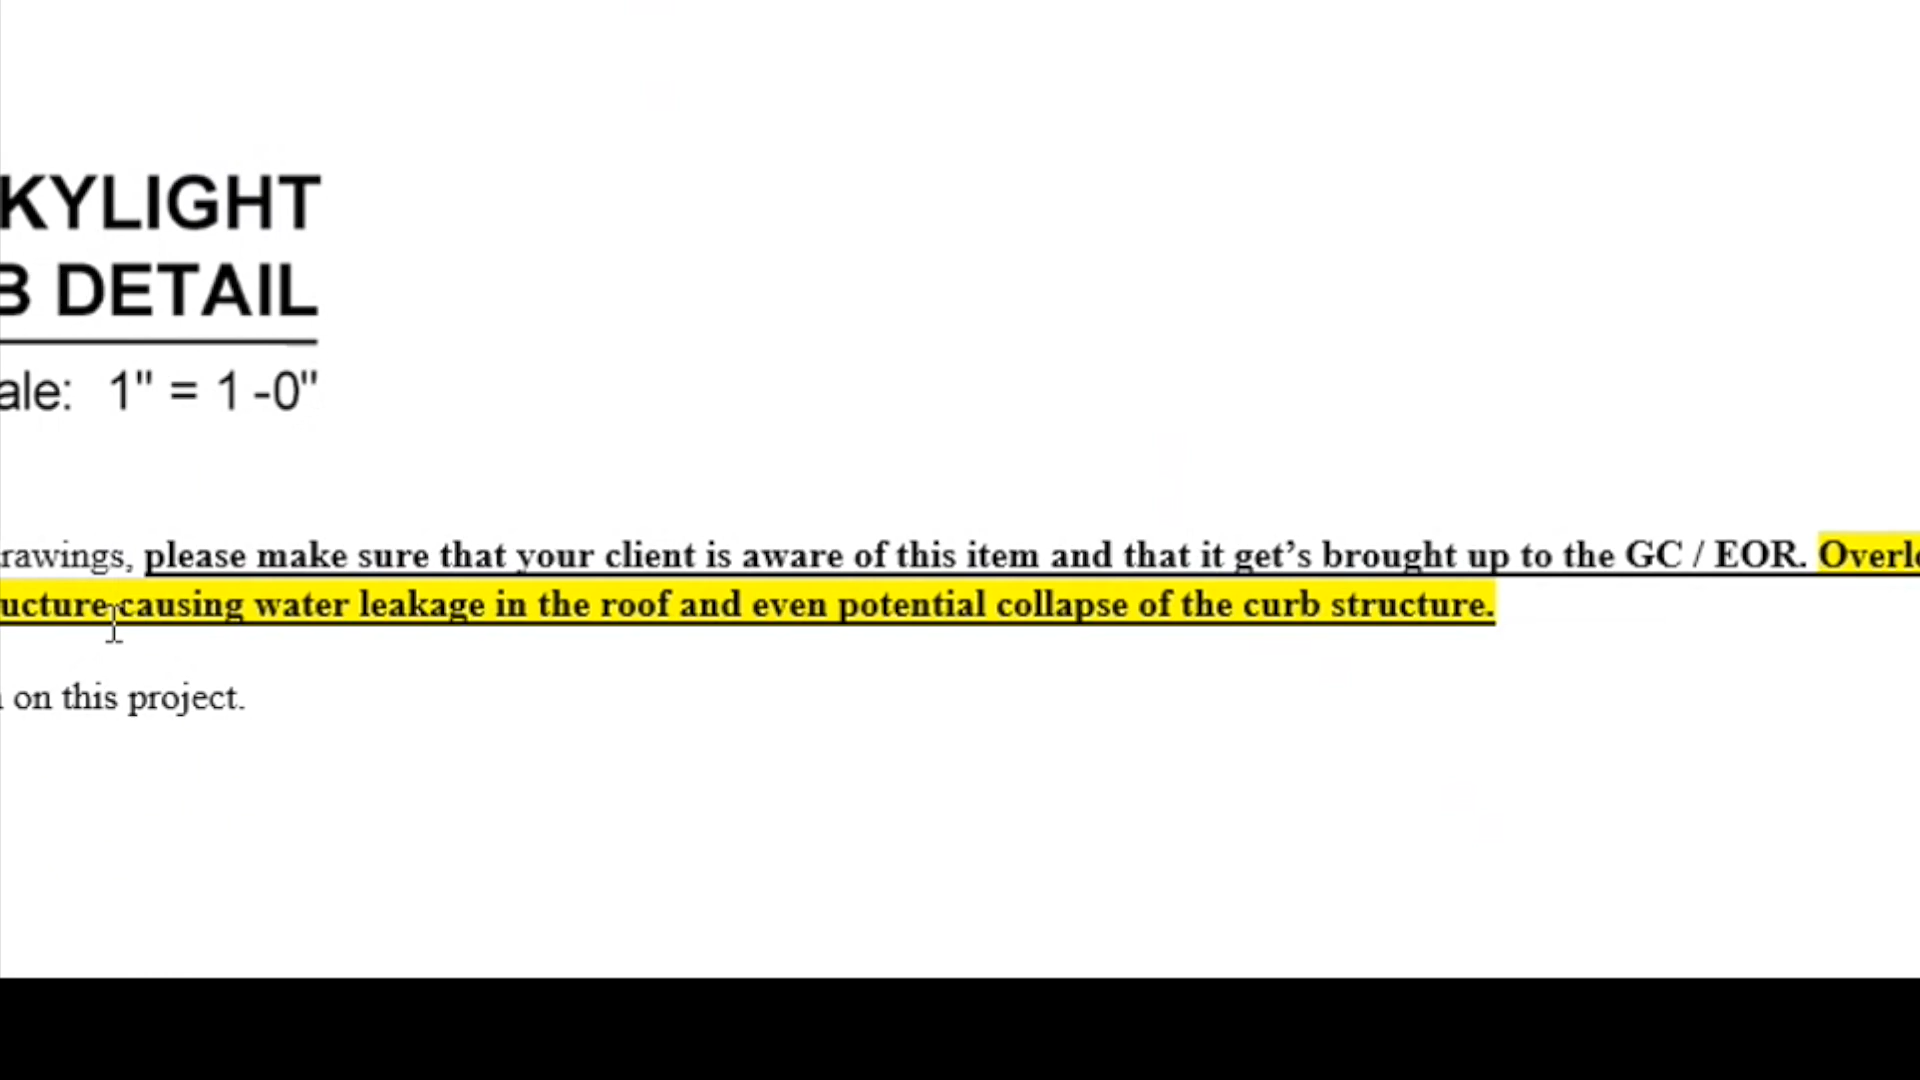 KYLIGHT
B DETAIL
ale: 1" = 1 -0"
rawings, please make sure that your client is aware of this item and that it get’s brought up to the GC / EOR. Overl
ucture causing water leakage in the roof and even potential collapse of the curb structure.
on this project.